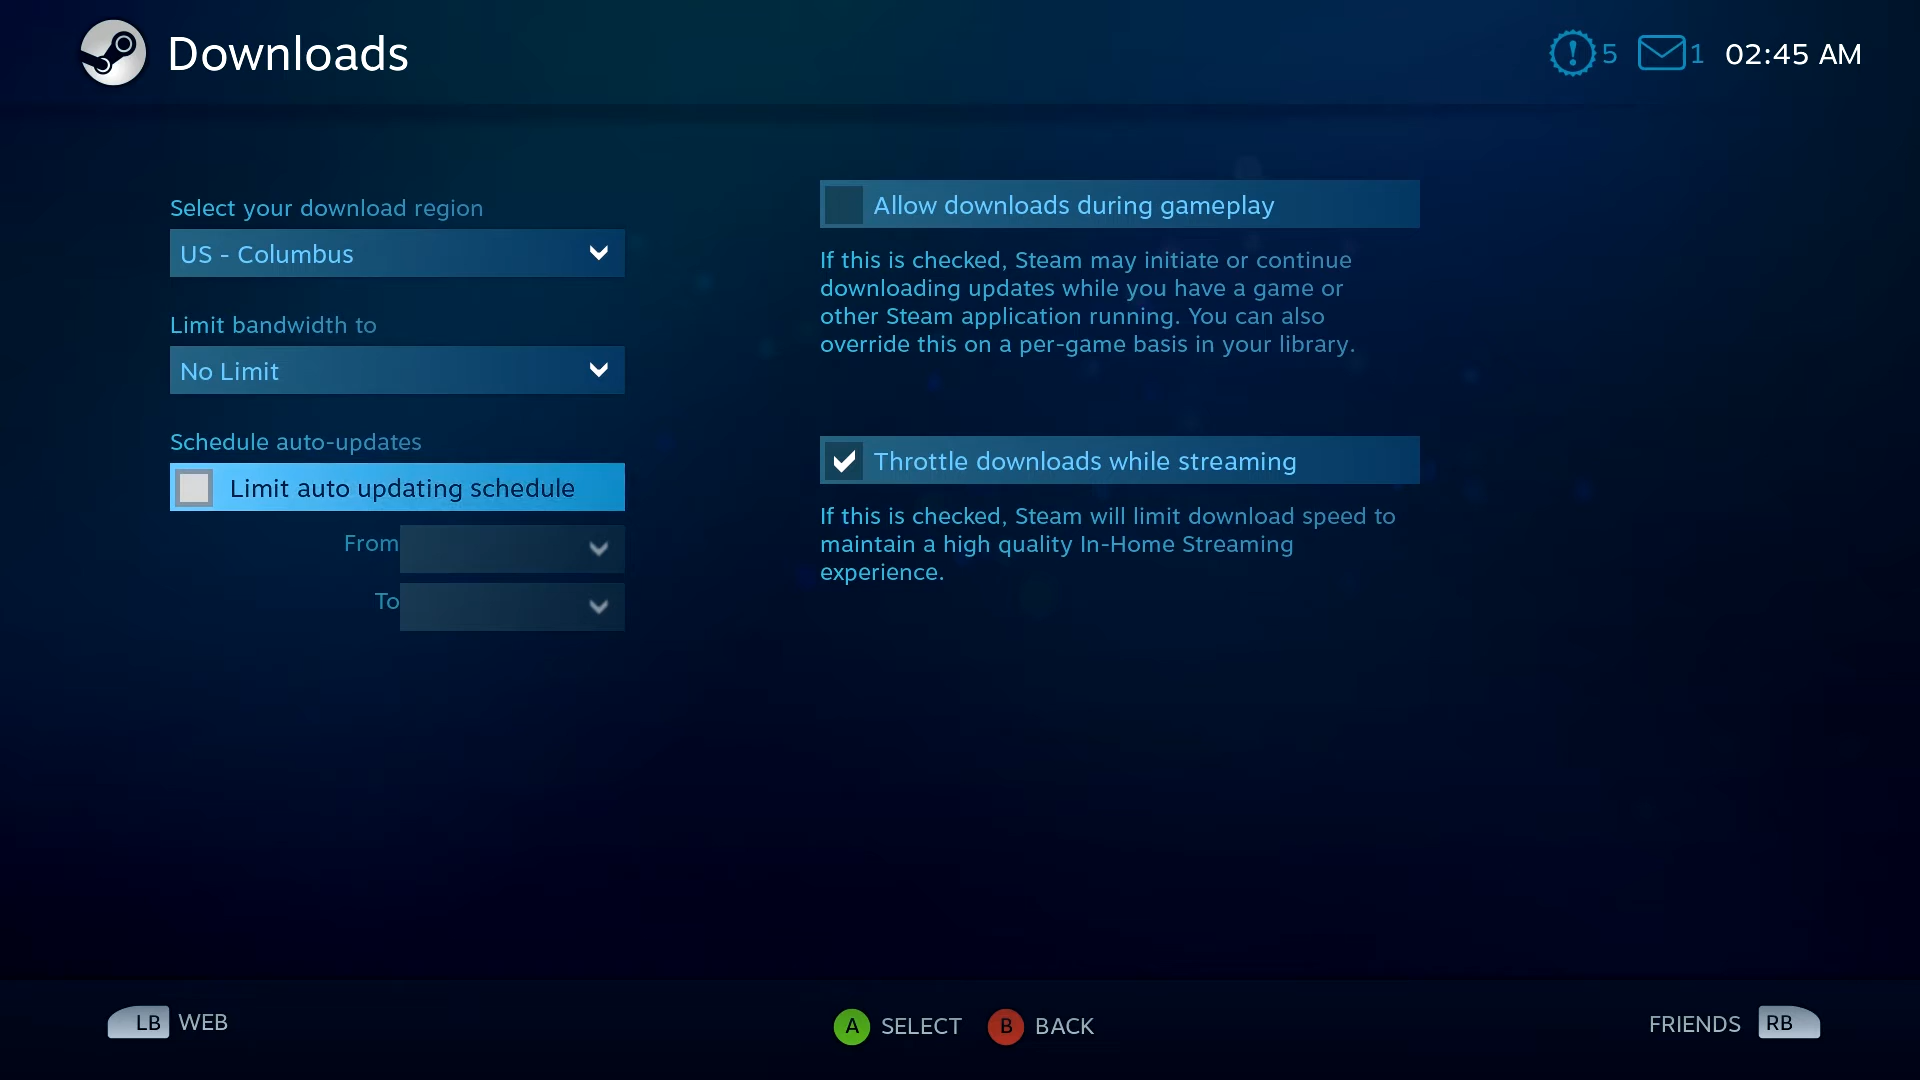 Downloads
5
1
02:45 AM
Select your download region
US - Columbus
Limit bandwidth to
No Limit
Schedule auto-updates
Limit auto updating schedule
From
To
Allow downloads during gameplay
If this is checked, Steam may initiate or continue
downloading updates while you have a game or
other Steam application running. You can also
override this on a per-game basis in your library.
Throttle downloads while streaming
If this is checked, Steam will limit download speed to
maintain a high quality In-Home Streaming
experience.
LB WEB
A SELECT B BACK
FRIENDS RB